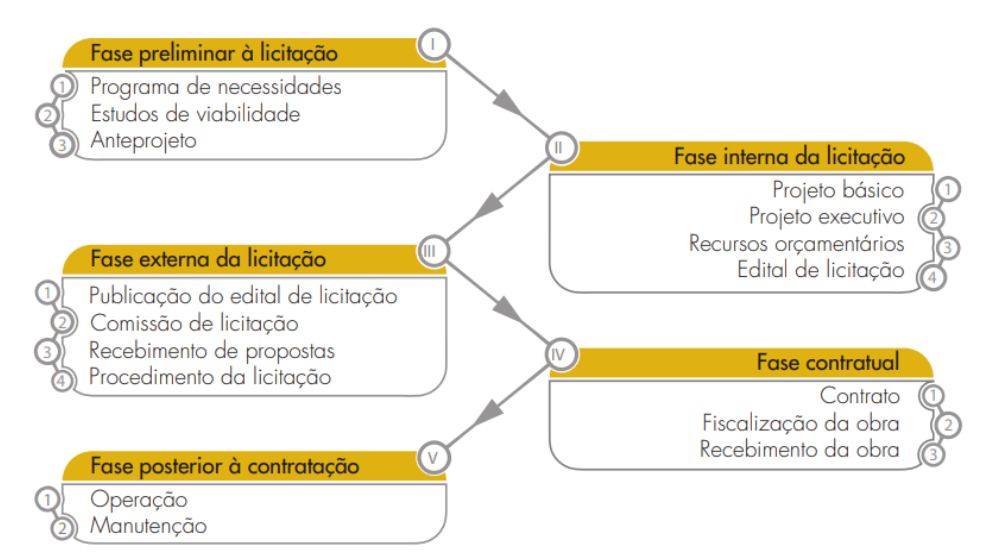 I
Fase preliminar à licitação
1 Programa de necessidades
2 Estudos de viabilidade
3 Anteprojeto
II
Fase interna da licitação
Projeto básico 1
Projeto executivo 2
Recursos orçamentários 3
Edital de licitação 4
III
Fase externa da licitação
1 Publicação do edital de licitação
2 Comissão de licitação
3 Recebimento de propostas
4 Procedimento da licitação
IV
Fase contratual
Contrato 1
Fiscalização da obra 2
Recebimento da obra 3
V
Fase posterior à contratação
1 Operação
2 Manutenção